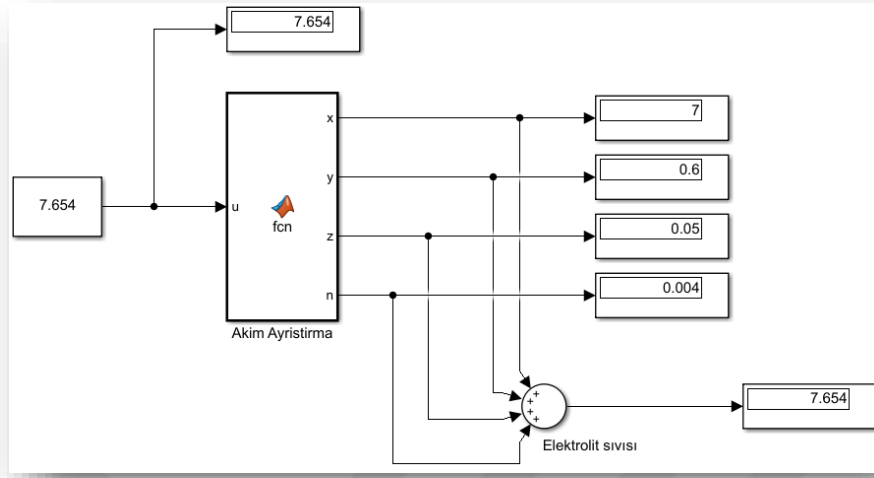 7.654
x
7
y
0.6
7.654
u
fcn
z
0.05
n
0.004
Akim Ayristirma
+
+
+
+
7.654
Elektrolit sıvısı